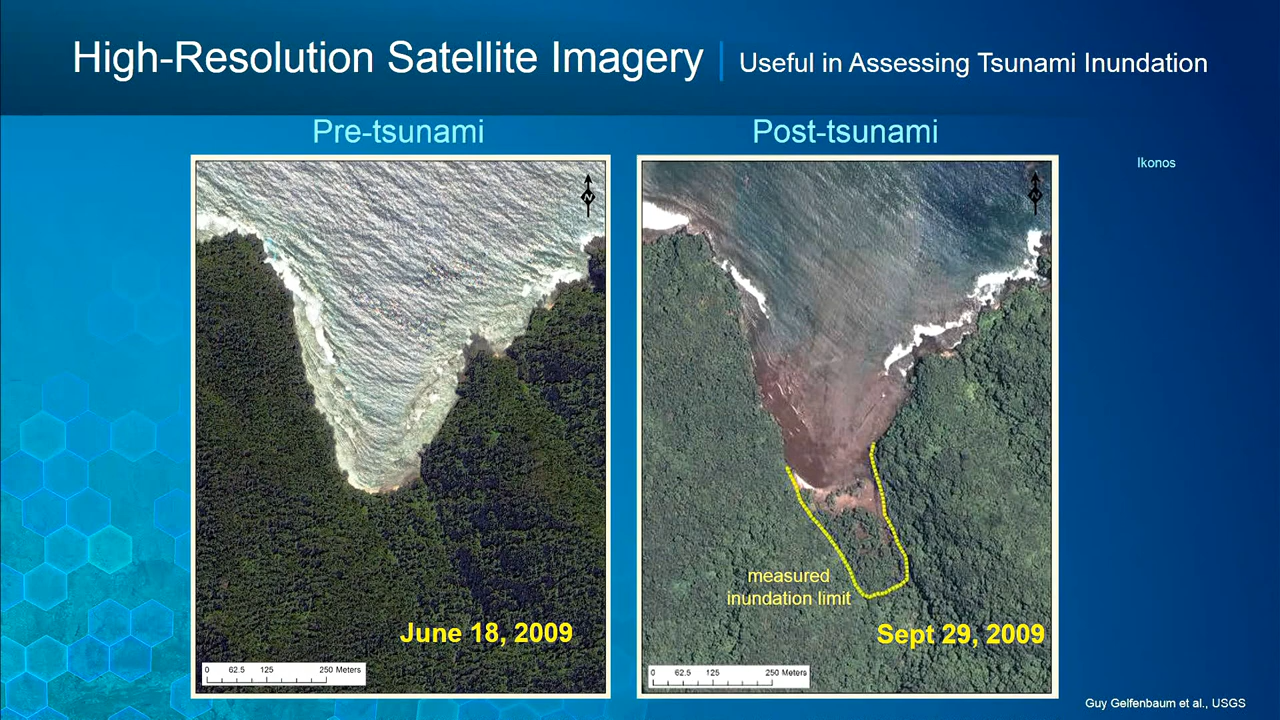 High-Resolution Satellite Imagery | Useful in Assessing Tsunami Inundation
Pre-tsunami
Post-tsunami
Ikonos
N
N
measured
inundation limit
June 18, 2009
Sept 29, 2009
0 62.5 125 250 Meters
0 62.5 125 250 Meters
Guy Gelfenbaum et al., USGS